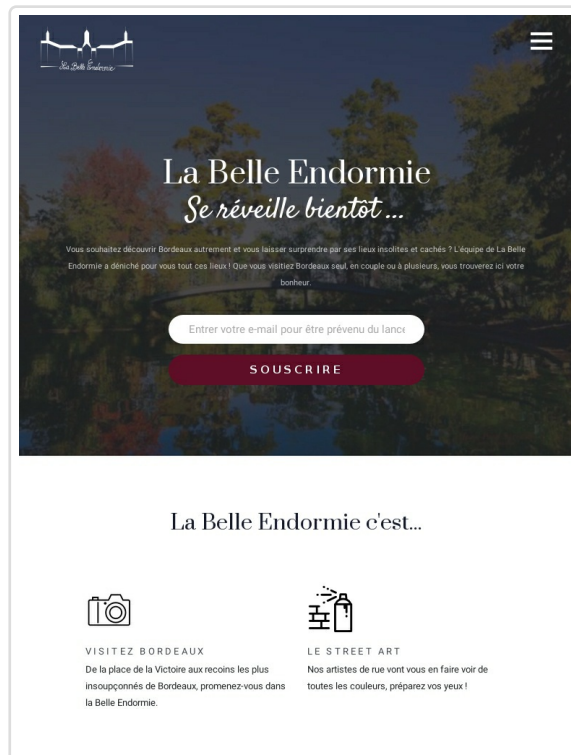 La Belle Endormie
La Belle Endormie
Se réveille bientôt ...
Vous souhaitez découvrir Bordeaux autrement et vous laisser surprendre par ses lieux insolites et cachés ? L'équipe de La Belle
Endormie a déniché pour vous tout ces lieux ! Que vous visitiez Bordeaux seul, en couple ou à plusieurs, vous trouverez ici votre
bonheur.
Entrer votre e-mail pour être prévenu du lance
SOUSCRIRE
La Belle Endormie c'est...
VISITEZ BORDEAUX
De la place de la Victoire aux recoins les plus
insoupçonnés de Bordeaux, promenez-vous dans
la Belle Endormie.
LE STREET ART
Nos artistes de rue vont vous en faire voir de
toutes les couleurs, préparez vos yeux !